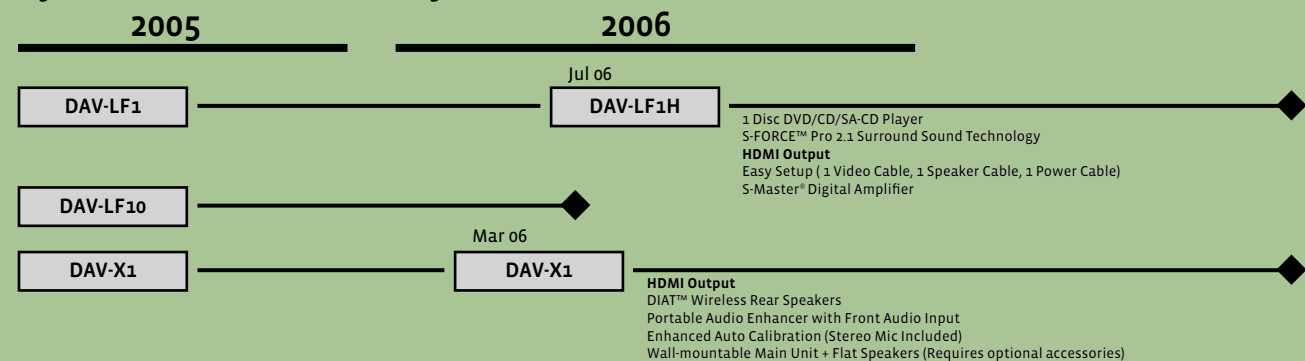 2005 2006
Jul 06
DAV-LF1 DAV-LF1H
1 Disc DVD/CD/SA-CD Player
S-FORCE™ Pro 2.1 Surround Sound Technology
HDMI Output
Easy Setup ( 1 Video Cable, 1 Speaker Cable, 1 Power Cable)
S-Master® Digital Amplifier
DAV-LF10
Mar 06
DAV-X1 DAV-X1
HDMI Output
DIAT™ Wireless Rear Speakers
Portable Audio Enhancer with Front Audio Input
Enhanced Auto Calibration (Stereo Mic Included)
Wall-mountable Main Unit + Flat Speakers (Requires optional accessories)